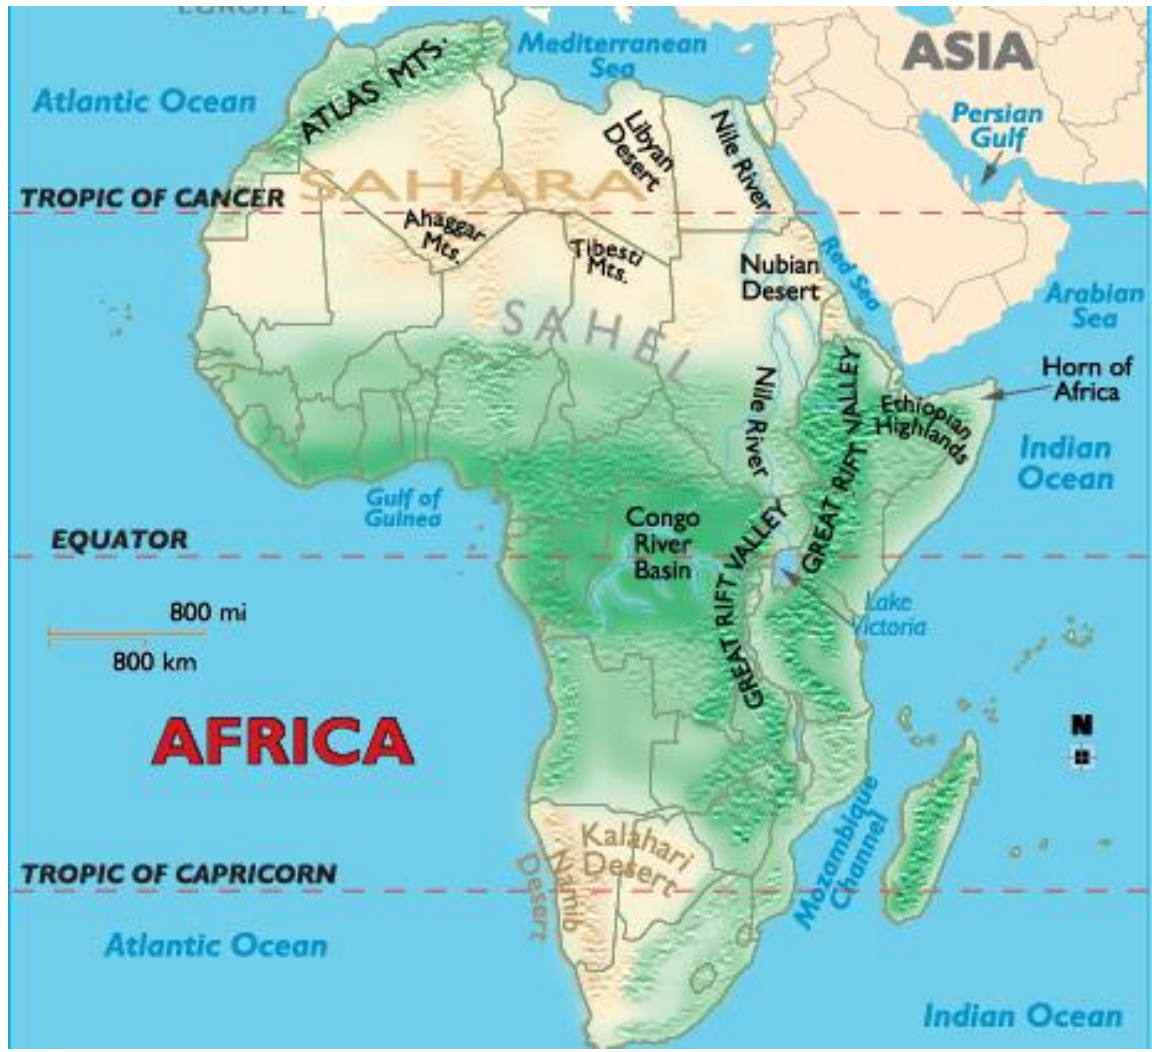 EUROPE
ASIA
Mediterranean
Sea
Atlantic Ocean
ATLAS MTS.
Persian
Gulf
Libyan
Desert
Nile River
SAHARA
TROPIC OF CANCER
Ahaggar
Mts.
Tibesti
Mts.
Nubian
Desert
Red Sea
Arabian
Sea
SAHEL
Horn of
Africa
Nile River
GREAT RIFT VALLEY
Ethiopian
Highlands
Indian
Ocean
Gulf of
Guinea
Congo
River
Basin
EQUATOR
GREAT RIFT VALLEY
Lake
Victoria
800 mi
800 km
AFRICA
N
Mozambique
Channel
Kalahari
Desert
Namib
Desert
TROPIC OF CAPRICORN
Atlantic Ocean
Indian Ocean